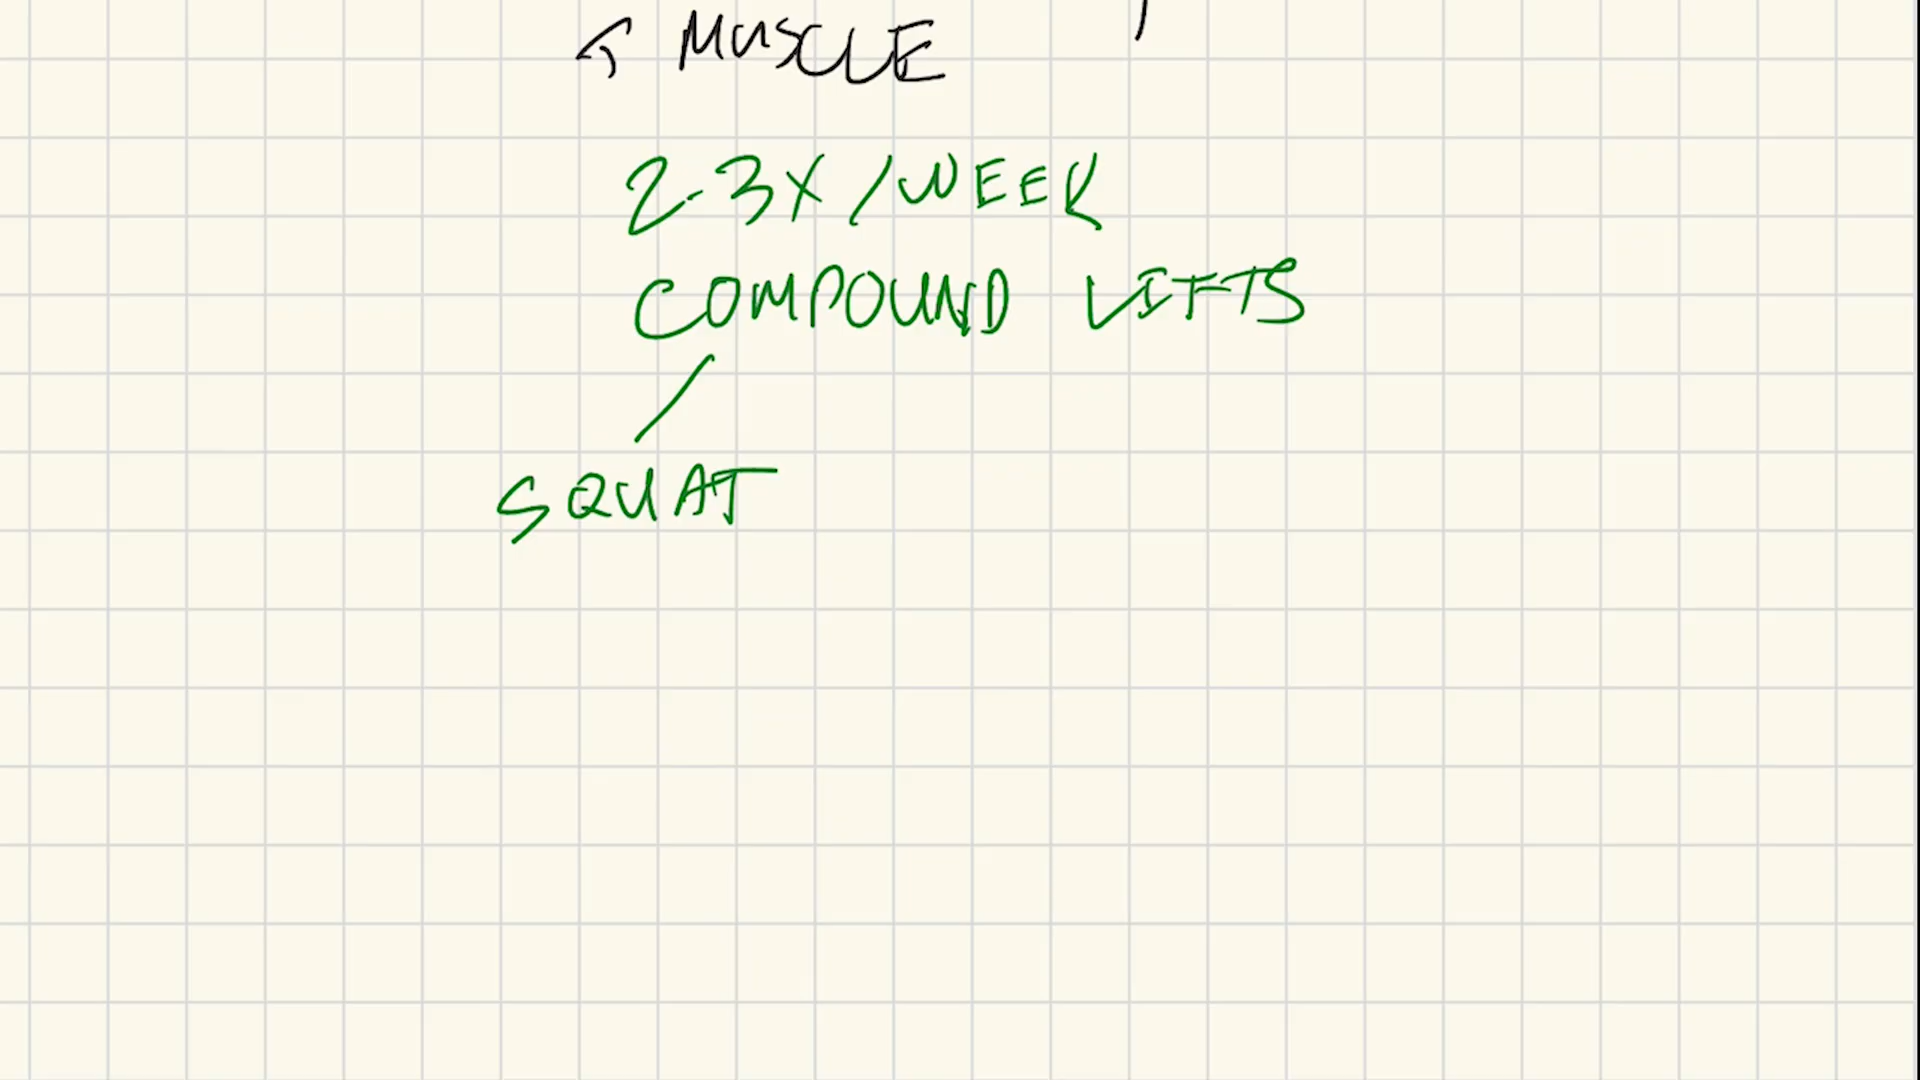 ↑ MUSCLE
2-3X/WEEK
COMPOUND LIFTS
SQUAT